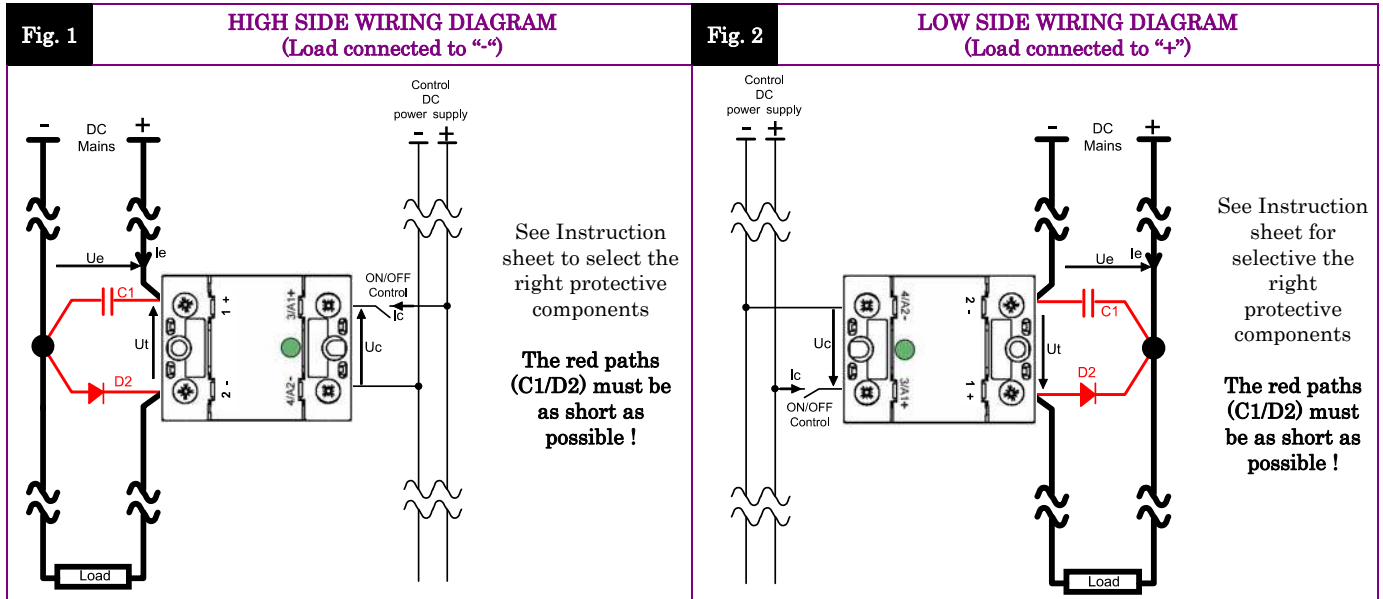 Fig. 1
HIGH SIDE WIRING DIAGRAM
(Load connected to “-“)
Control
DC
power supply
- +
- DC +
Mains
Ue
Ie
C1
Ut
D2
1 +
2 -
3/A1+
4/A2-
ON/OFF
Control
Ic
Uc
Load
See Instruction
sheet to select the
right protective
components
The red paths
(C1/D2) must be
as short as
possible !
Fig. 2
LOW SIDE WIRING DIAGRAM
(Load connected to “+”)
Control
DC
power supply
- +
- DC +
Mains
Ue
Ie
C1
Ut
D2
2 -
1 +
4/A2-
3/A1+
Uc
Ic
ON/OFF
Control
Load
See Instruction
sheet for
selective the
right
protective
components
The red paths
(C1/D2) must
be as short as
possible !